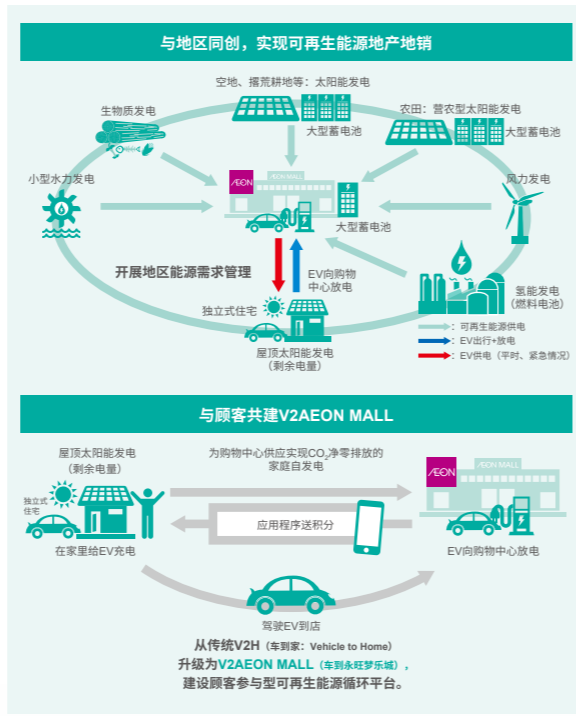 与地区同创，实现可再生能源地产地销
空地、撂荒耕地等：太阳能发电
大型蓄电池
农田：营农型太阳能发电
大型蓄电池
生物质发电
小型水力发电
风力发电
ÆON
ÆON MALL
大型蓄电池
开展地区能源需求管理
EV向购物
中心放电
氢能发电
（燃料电池）
独立式住宅
屋顶太阳能发电
（剩余电量）
：可再生能源供电
：EV出行+放电
：EV供电（平时、紧急情况）
与顾客共建V2AEON MALL
屋顶太阳能发电
（剩余电量）
独立式
住宅
在家里给EV充电
为购物中心供应实现CO₂净零排放的
家庭自发电
应用程序送积分
ÆON
ÆON MALL
EV向购物中心放电
驾驶EV到店
从传统V2H（车到家：Vehicle to Home）
升级为V2AEON MALL（车到永旺梦乐城），
建设顾客参与型可再生能源循环平台。